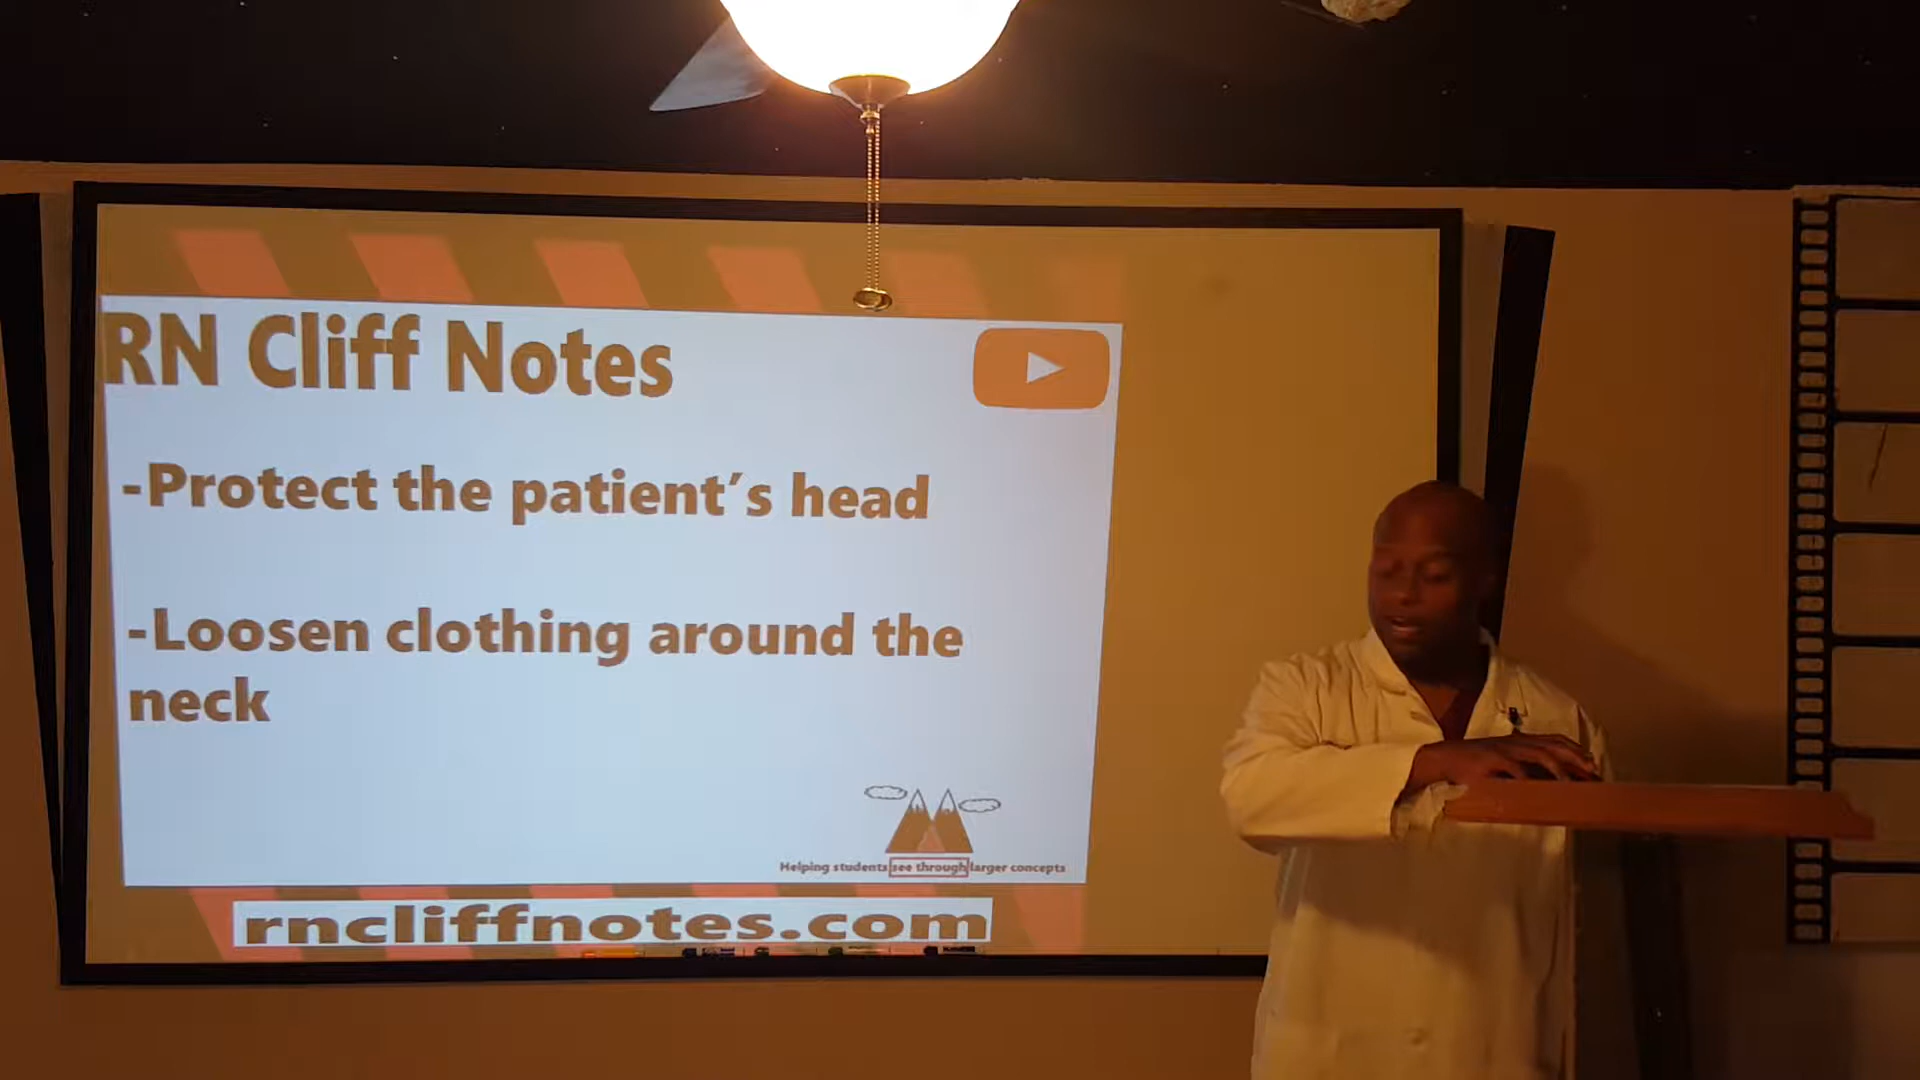 RN Cliff Notes
-Protect the patient's head
-Loosen clothing around the
neck
Helping students see through larger concepts
rncliffnotes.com